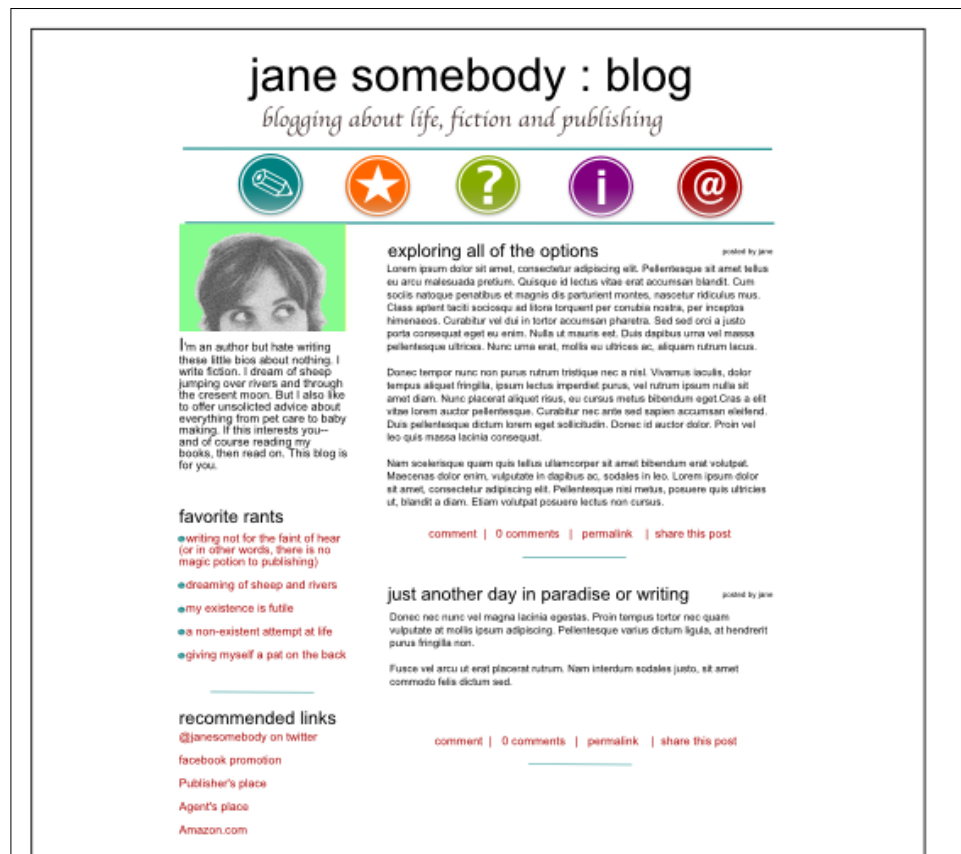 jane somebody : blog
blogging about life, fiction and publishing
?
i
@
I'm an author but hate writing
these little bios about nothing. I
write fiction. I dream of sheep
jumping over rivers and through
the cresent moon. But I also like
to offer unsolicted advice about
everything from pet care to baby
making. If this interests you--
and of course reading my
books, then read on. This blog is
for you.
favorite rants
writing not for the faint of hear
(or in other words, there is no
magic potion to publishing)
dreaming of sheep and rivers
my existence is futile
a non-existent attempt at life
giving myself a pat on the back
recommended links
@janesomebody on twitter
facebook promotion
Publisher's place
Agent's place
Amazon.com
exploring all of the options
posted by jane
Lorem ipsum dolor sit amet, consectetur adipiscing elit. Pellentesque sit amet tellus
eu arcu malesuada pretium. Quisque id lectus vitae erat accumsan blandit. Cum
sociis natoque penatibus et magnis dis parturient montes, nascetur ridiculus mus.
Class aptent taciti sociosqu ad litora torquent per conubia nostra, per inceptos
himenaeos. Curabitur vel dui in tortor accumsan pharetra. Sed sed orci a justo
porta consequat eget eu enim. Nulla ut mauris est. Duis dapibus urna vel massa
pellentesque ultrices. Nunc urna erat, mollis eu ultrices ac, aliquam rutrum lacus.
Donec tempor nunc non purus rutrum tristique nec a nisl. Vivamus iaculis, dolor
tempus aliquet fringilla, ipsum lectus imperdiet purus, vel rutrum ipsum nulla sit
amet diam. Nunc placerat aliquet risus, eu cursus metus bibendum eget.Cras a elit
vitae lorem auctor pellentesque. Curabitur nec ante sed sapien accumsan eleifend.
Duis pellentesque dictum lorem eget sollicitudin. Donec id auctor dolor. Proin vel
leo quis massa lacinia consequat.
Nam scelerisque quam quis tellus ullamcorper sit amet bibendum erat volutpat.
Maecenas dolor enim, vulputate in dapibus ac, sodales in leo. Lorem ipsum dolor
sit amet, consectetur adipiscing elit. Pellentesque nisi metus, posuere quis ultricies
ut, blandit a diam. Etiam volutpat posuere lectus non cursus.
comment | 0 comments | permalink | share this post
just another day in paradise or writing
posted by jane
Donec nec nunc vel magna lacinia egestas. Proin tempus tortor nec quam
vulputate at mollis ipsum adipiscing. Pellentesque varius dictum ligula, at hendrerit
purus fringilla non.
Fusce vel arcu ut erat placerat rutrum. Nam interdum sodales justo, sit amet
commodo felis dictum sed.
comment | 0 comments | permalink | share this post